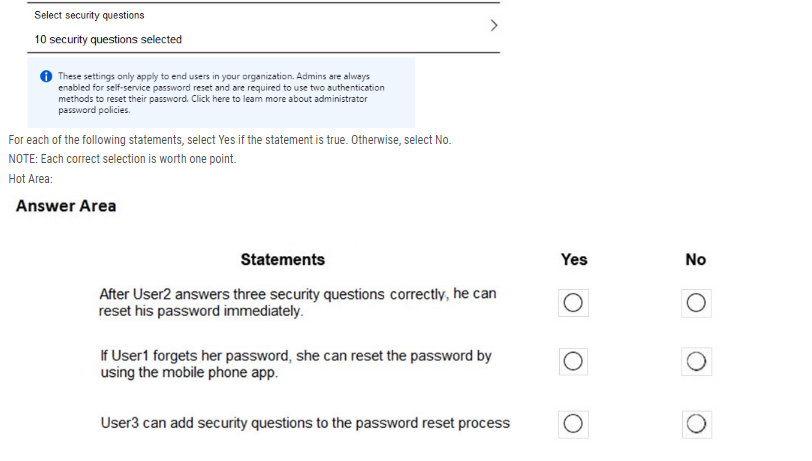 Select security questions
10 security questions selected
These settings only apply to end users in your organization. Admins are always
enabled for self-service password reset and are required to use two authentication
methods to reset their password. Click here to learn more about administrator
password policies.
For each of the following statements, select Yes if the statement is true. Otherwise, select No.
NOTE: Each correct selection is worth one point.
Hot Area:
Answer Area
Statements Yes No
After User2 answers three security questions correctly, he can
reset his password immediately.
If User1 forgets her password, she can reset the password by
using the mobile phone app.
User3 can add security questions to the password reset process